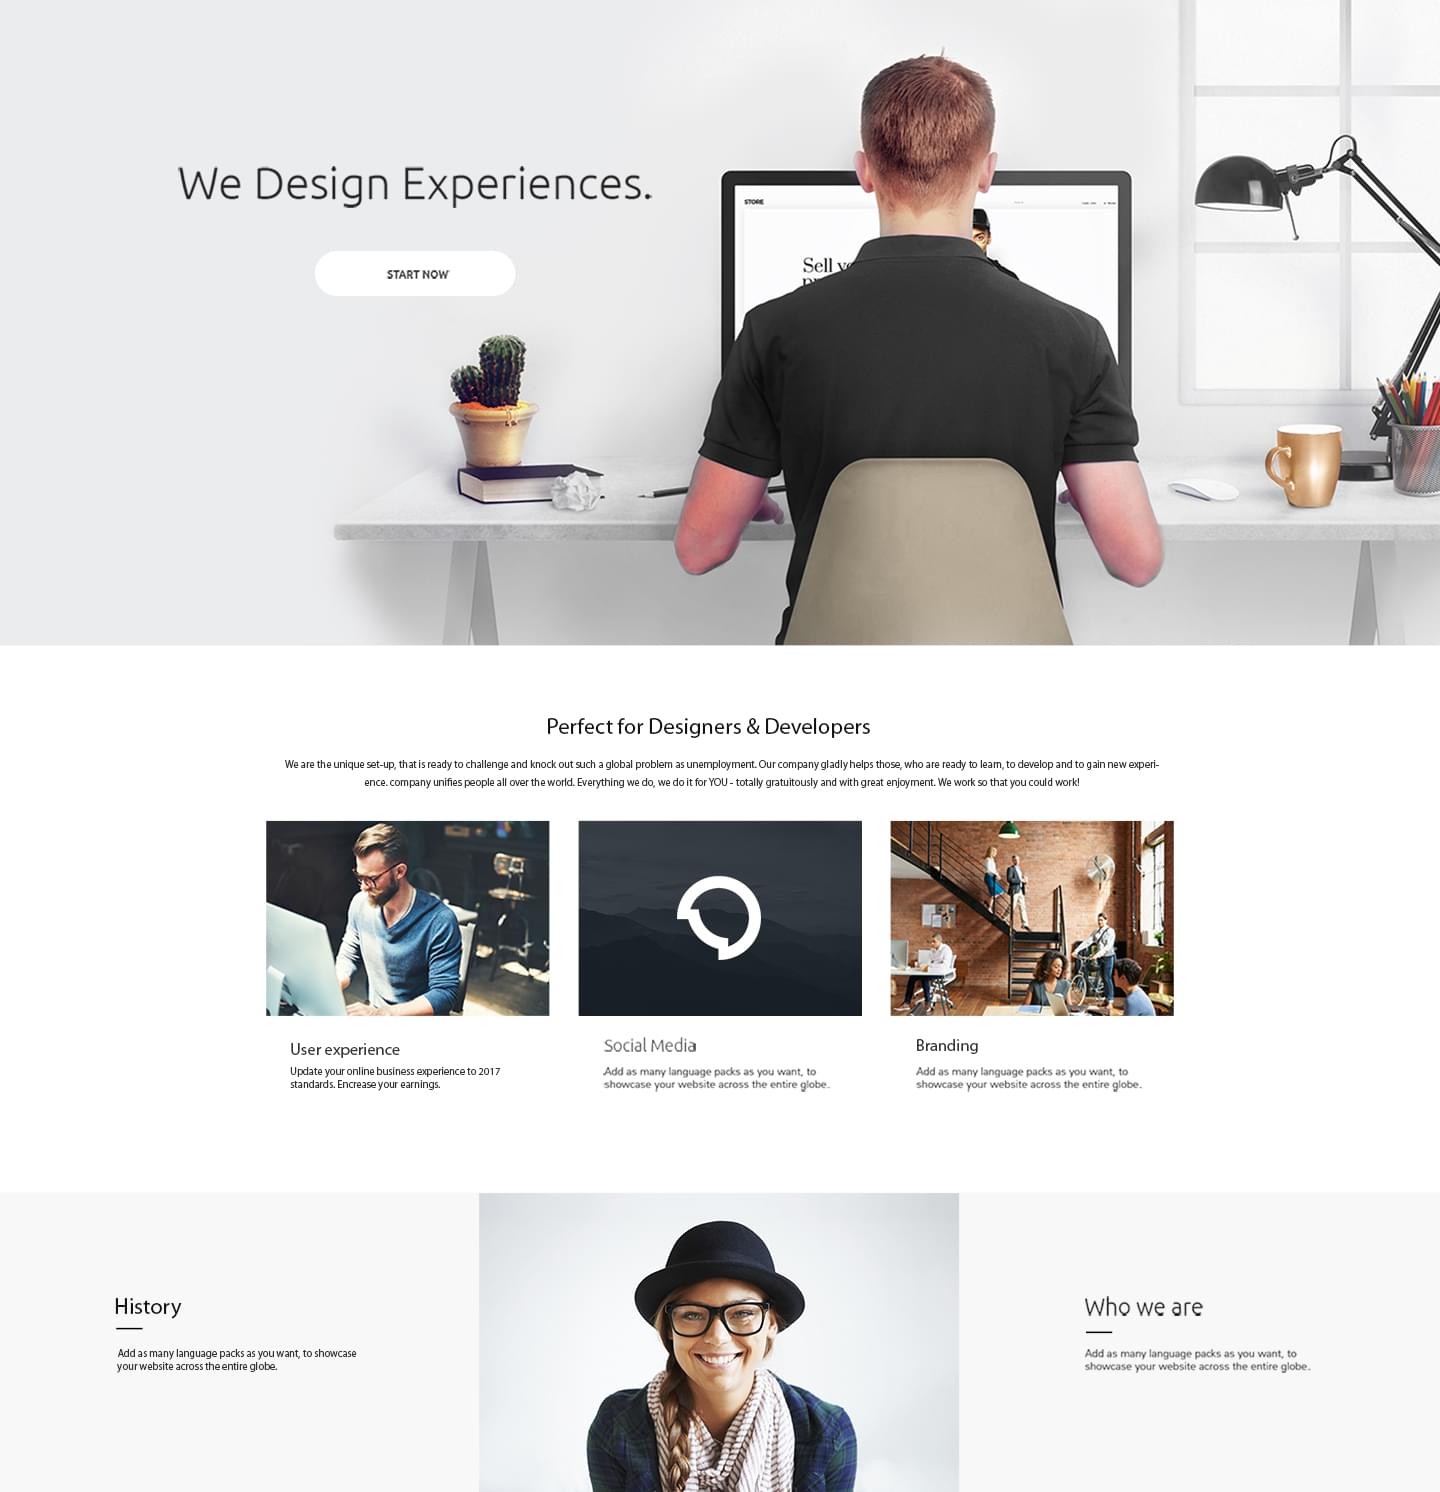 We Design Experiences.
START NOW
STORE
Sell
Perfect for Designers & Developers
We are the unique set-up, that is ready to challenge and knock out such a global problem as unemployment. Our company gladly helps those, who are ready to learn, to develop and to gain new experi-
ence. company unifies people all over the world. Everything we do, we do it for YOU - totally gratuitously and with great enjoyment. We work so that you could work!
User experience
Update your online business experience to 2017
standards. Encrease your earnings.
Social Media
Add as many language packs as you want, to
showcase your website across the entire globe.
Branding
Add as many language packs as you want, to
showcase your website across the entire globe.
History
Add as many language packs as you want, to showcase
your website across the entire globe.
Who we are
Add as many language packs as you want, to
showcase your website across the entire globe.